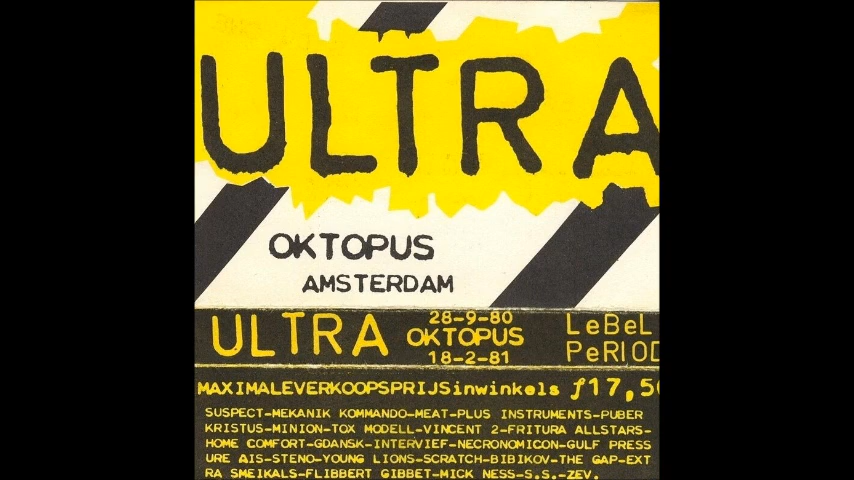 ULTRA
OKTOPUS
AMSTERDAM
ULTRA
28-9-80
OKTOPUS
18-2-81
LeBeL
PeRIOD
MAXIMALEVERKOOPSPRIJSinwinkels ƒ17,50
SUSPECT-MEKANIK KOMMANDO-MEAT-PLUS INSTRUMENTS-PUBER
KRISTUS-MINION-TOX MODELL-VINCENT 2-FRITURA ALLSTARS-
HOME COMFORT-GDANSK-INTERVIEF-NECRONOMICON-GULF PRESS
URE AIS-STENO-YOUNG LIONS-SCRATCH-BIBIKOV-THE GAP-EXT
RA SMEIKALS-FLIBBERT GIBBET-MICK NESS-S.S.-ZEV.